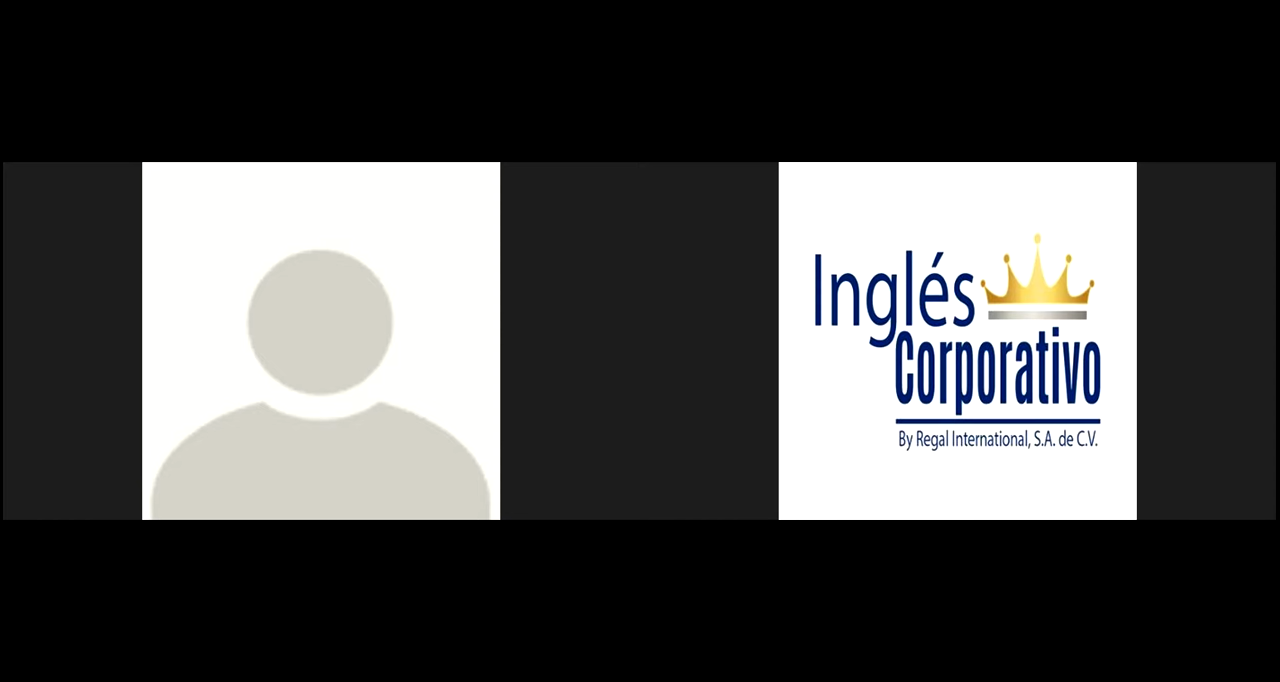 Inglés
Corporativo
By Regal International, S.A. de C.V.